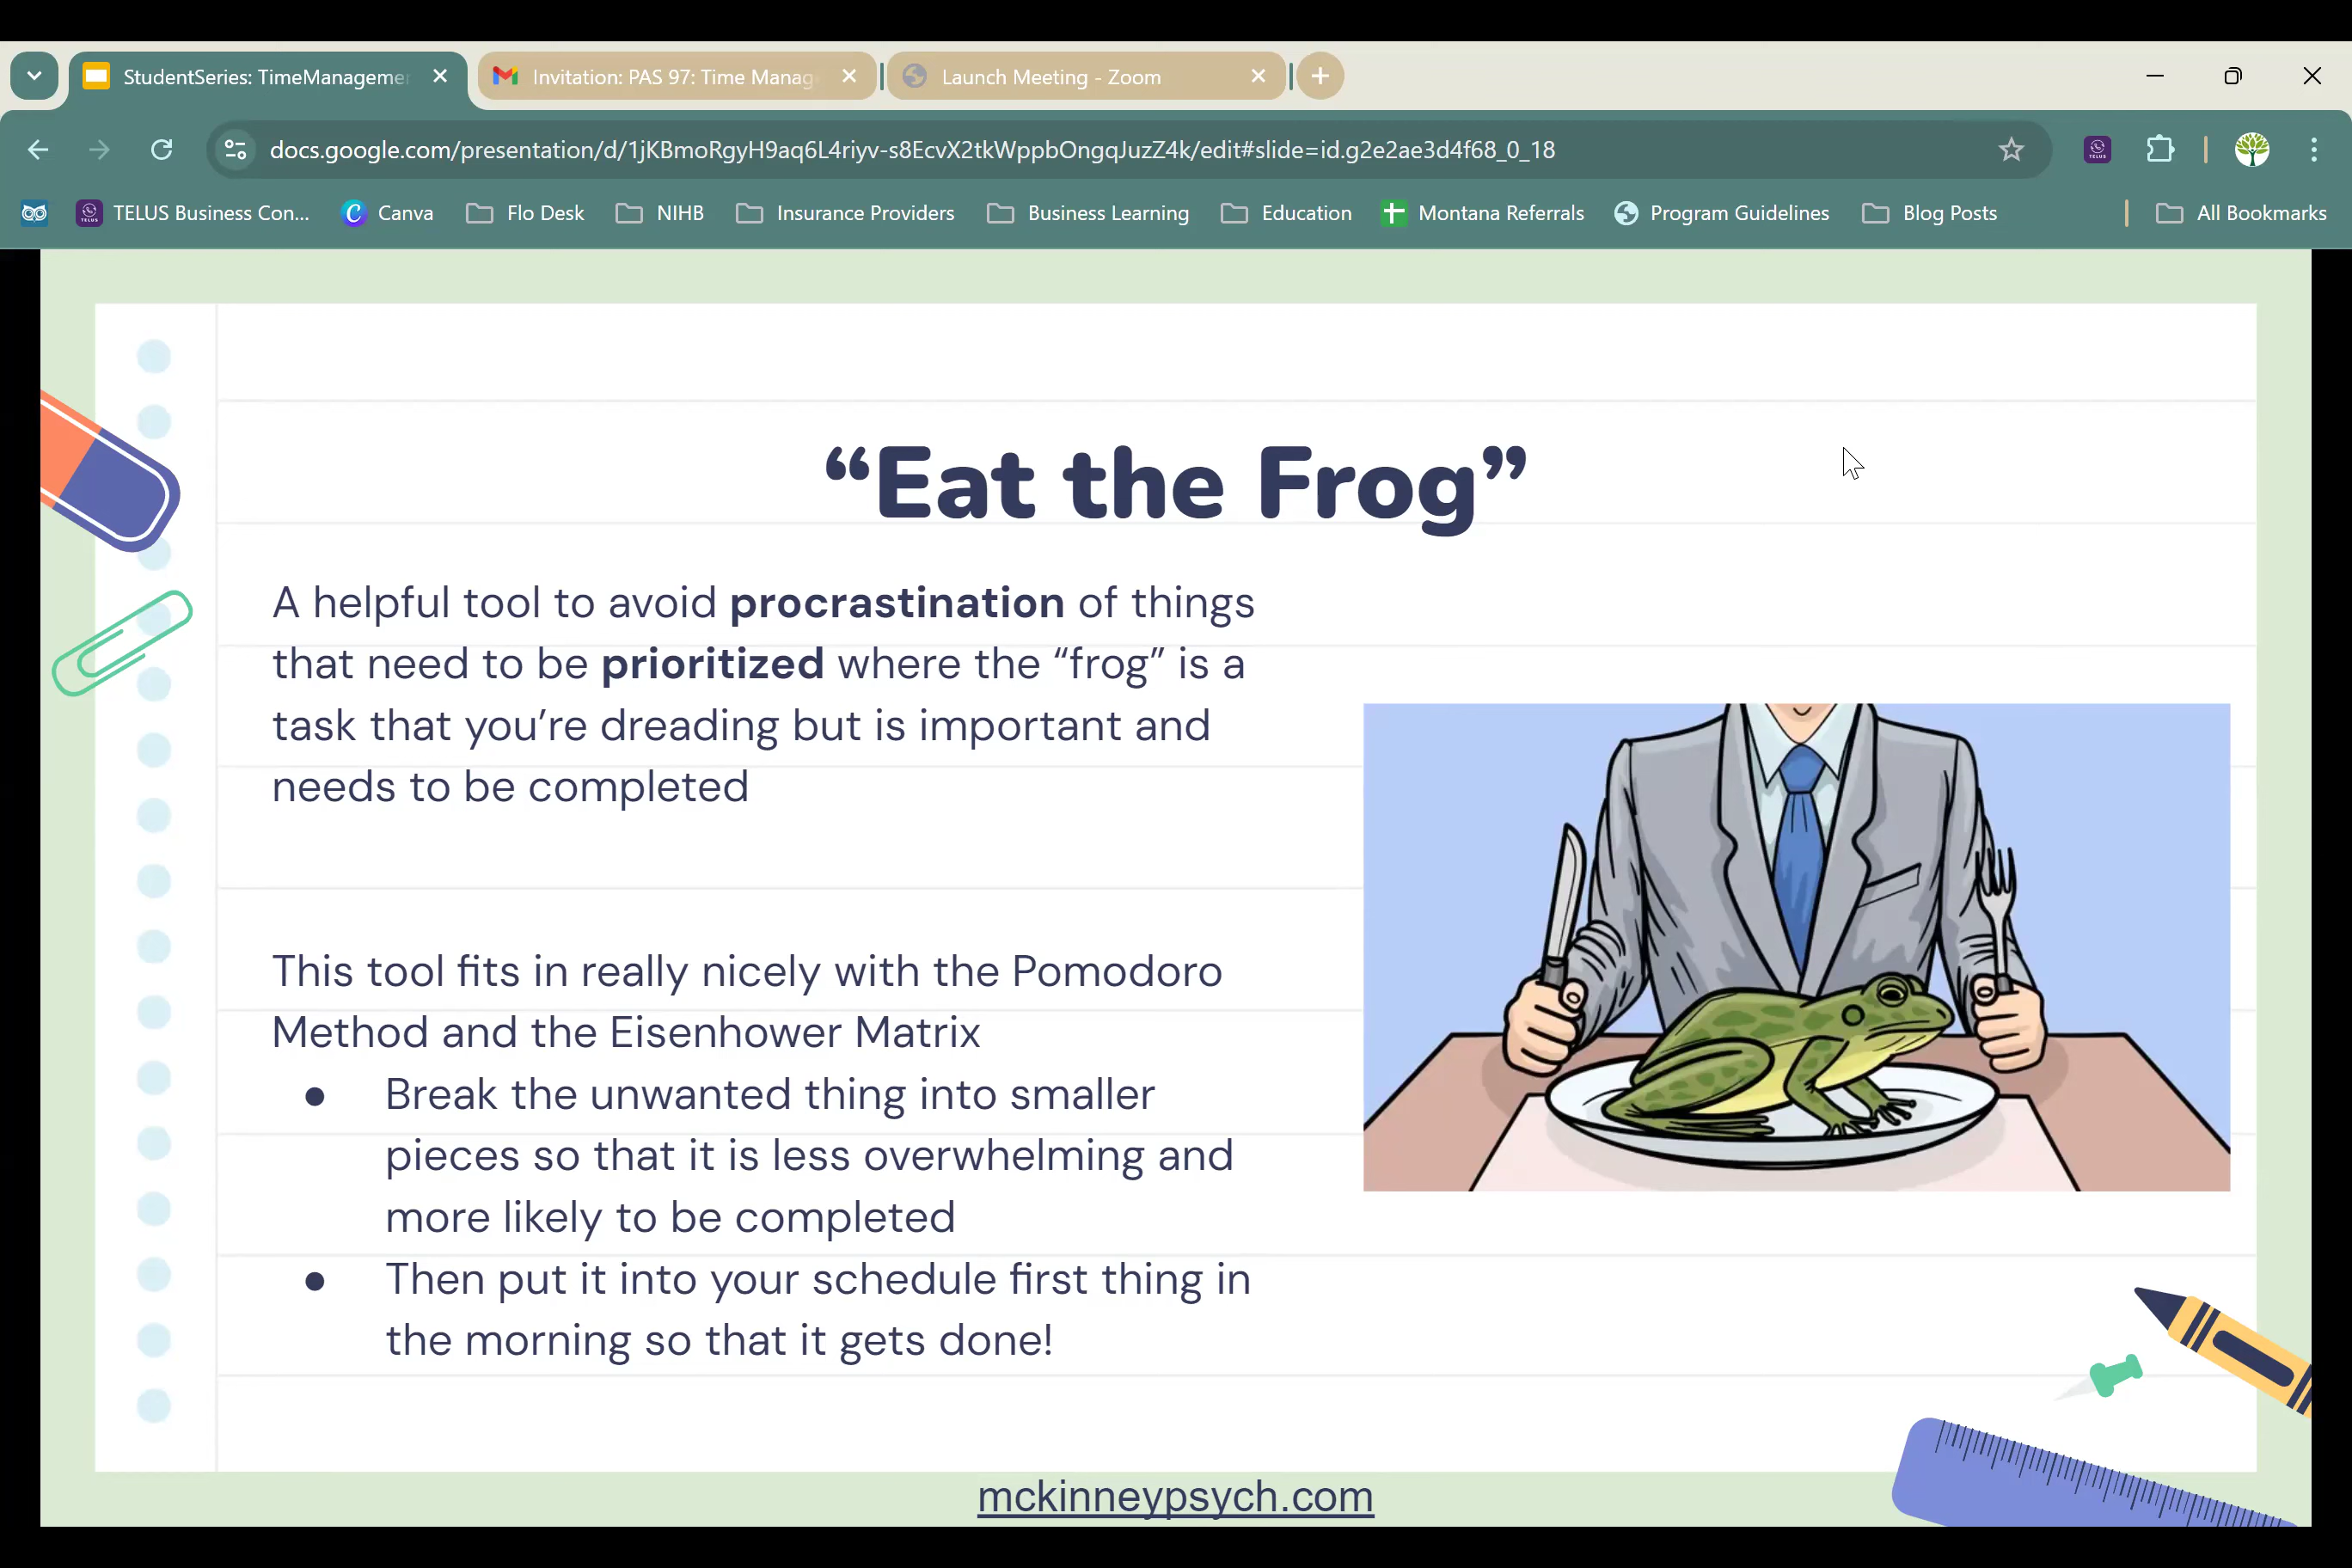 StudentSeries: TimeManagemen
Invitation: PAS 97: Time Manag
Launch Meeting - Zoom
docs.google.com/presentation/d/1jKBmoRgyH9aq6L4riyv-s8EcvX2tkWppbOngqJuzZ4k/edit#slide=id.g2e2ae3d4f68_0_18
TELUS
TELUS Business Con... Canva Flo Desk NIHB Insurance Providers Business Learning Education Montana Referrals Program Guidelines Blog Posts All Bookmarks
“Eat the Frog”
A helpful tool to avoid procrastination of things
that need to be prioritized where the “frog” is a
task that you’re dreading but is important and
needs to be completed
This tool fits in really nicely with the Pomodoro
Method and the Eisenhower Matrix
● Break the unwanted thing into smaller
pieces so that it is less overwhelming and
more likely to be completed
● Then put it into your schedule first thing in
the morning so that it gets done!
mckinneypsych.com